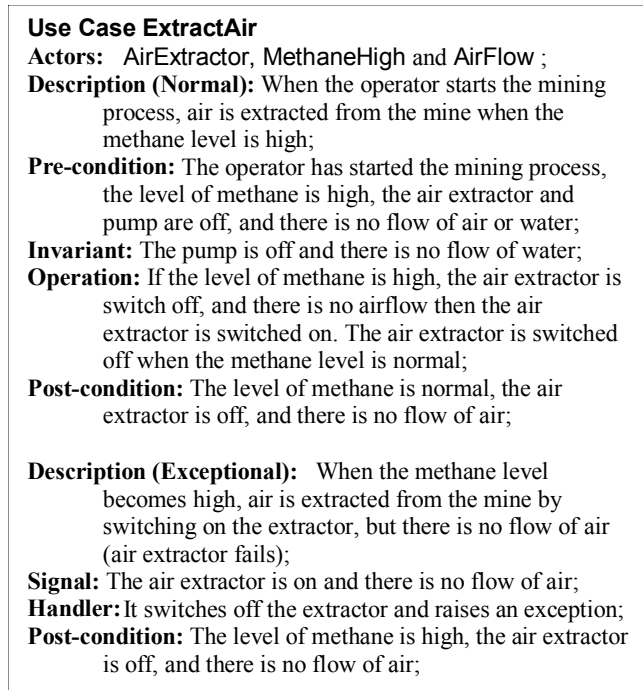 Use Case ExtractAir
Actors: AirExtractor, MethaneHigh and AirFlow ;
Description (Normal): When the operator starts the mining
process, air is extracted from the mine when the
methane level is high;
Pre-condition: The operator has started the mining process,
the level of methane is high, the air extractor and
pump are off, and there is no flow of air or water;
Invariant: The pump is off and there is no flow of water;
Operation: If the level of methane is high, the air extractor is
switch off, and there is no airflow then the air
extractor is switched on. The air extractor is switched
off when the methane level is normal;
Post-condition: The level of methane is normal, the air
extractor is off, and there is no flow of air;
Description (Exceptional): When the methane level
becomes high, air is extracted from the mine by
switching on the extractor, but there is no flow of air
(air extractor fails);
Signal: The air extractor is on and there is no flow of air;
Handler: It switches off the extractor and raises an exception;
Post-condition: The level of methane is high, the air extractor
is off, and there is no flow of air;